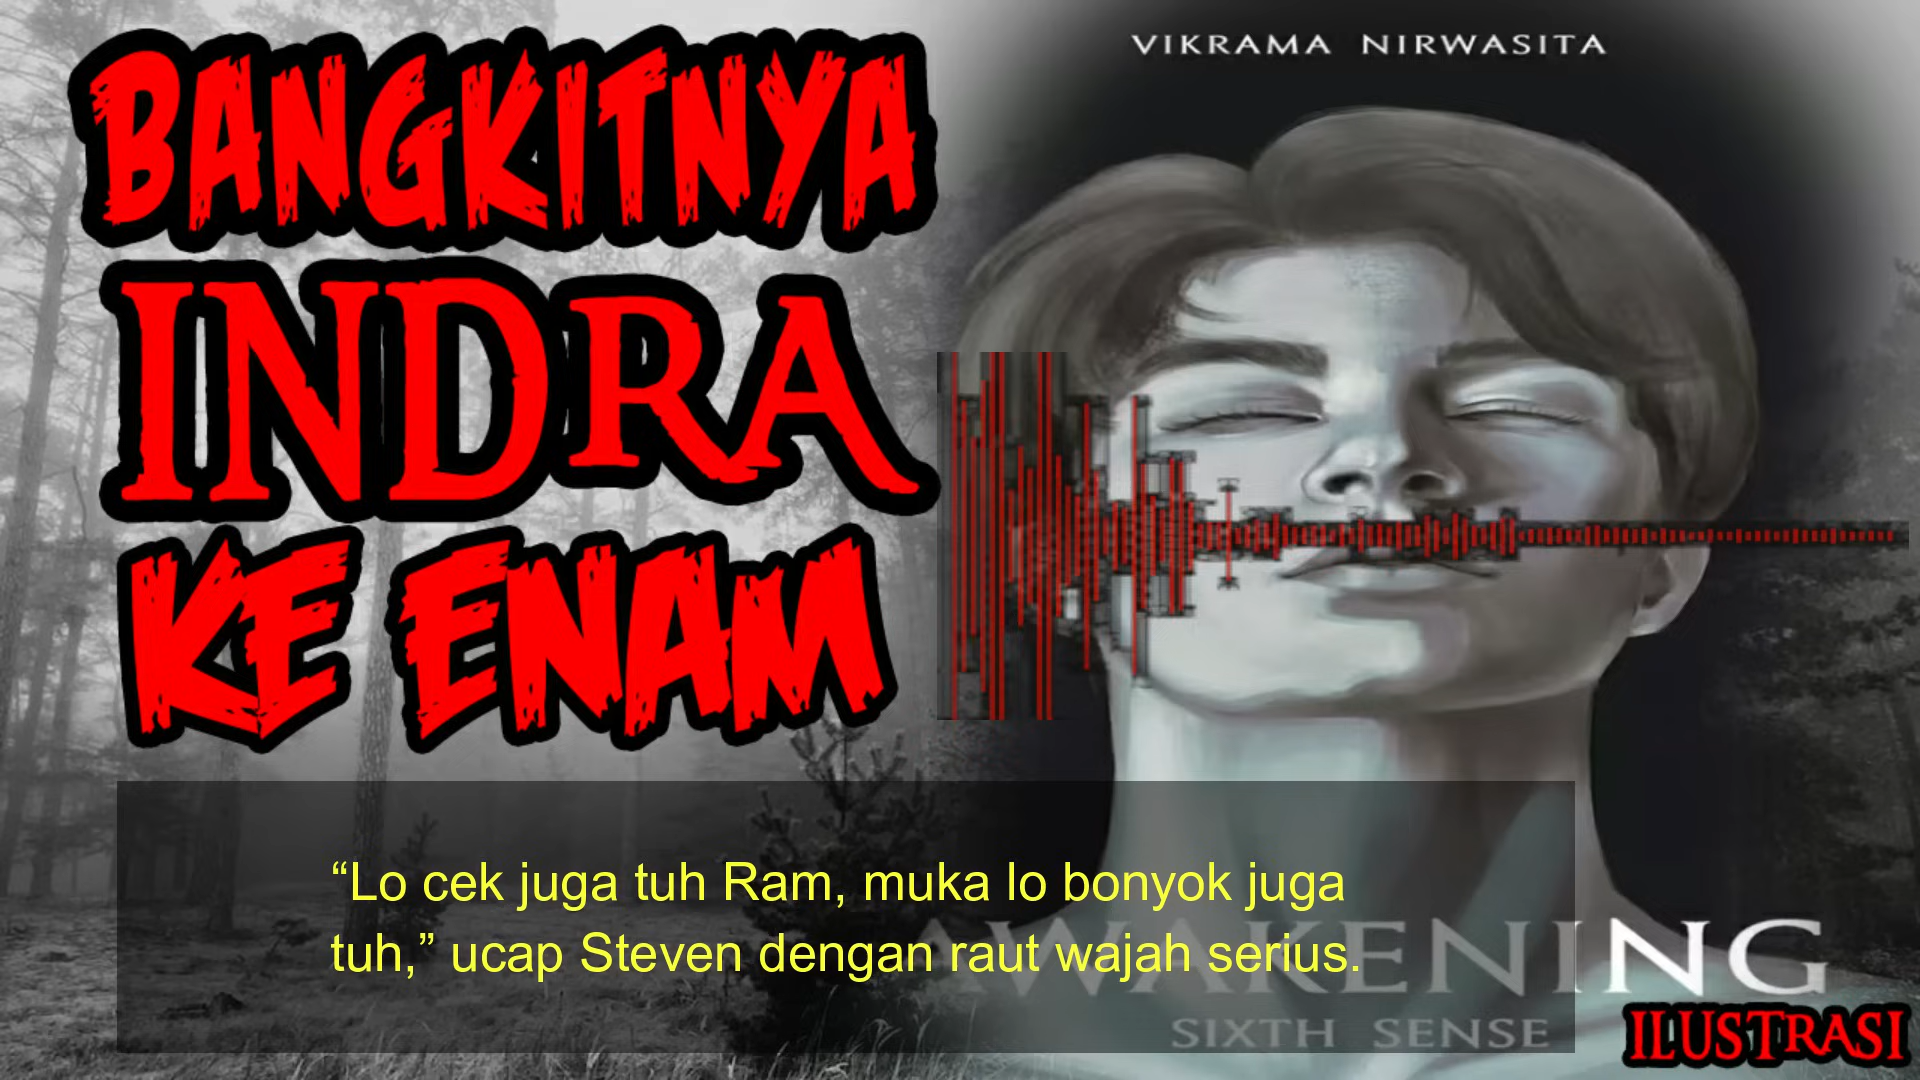 BANGKITNYA
INDRA
KE ENAM
VIKRAMA NIRWASITA
“Lo cek juga tuh Ram, muka lo bonyok juga
tuh,” ucap Steven dengan raut wajah serius.
AWAKENING
SIXTH SENSE
ILUSTRASI